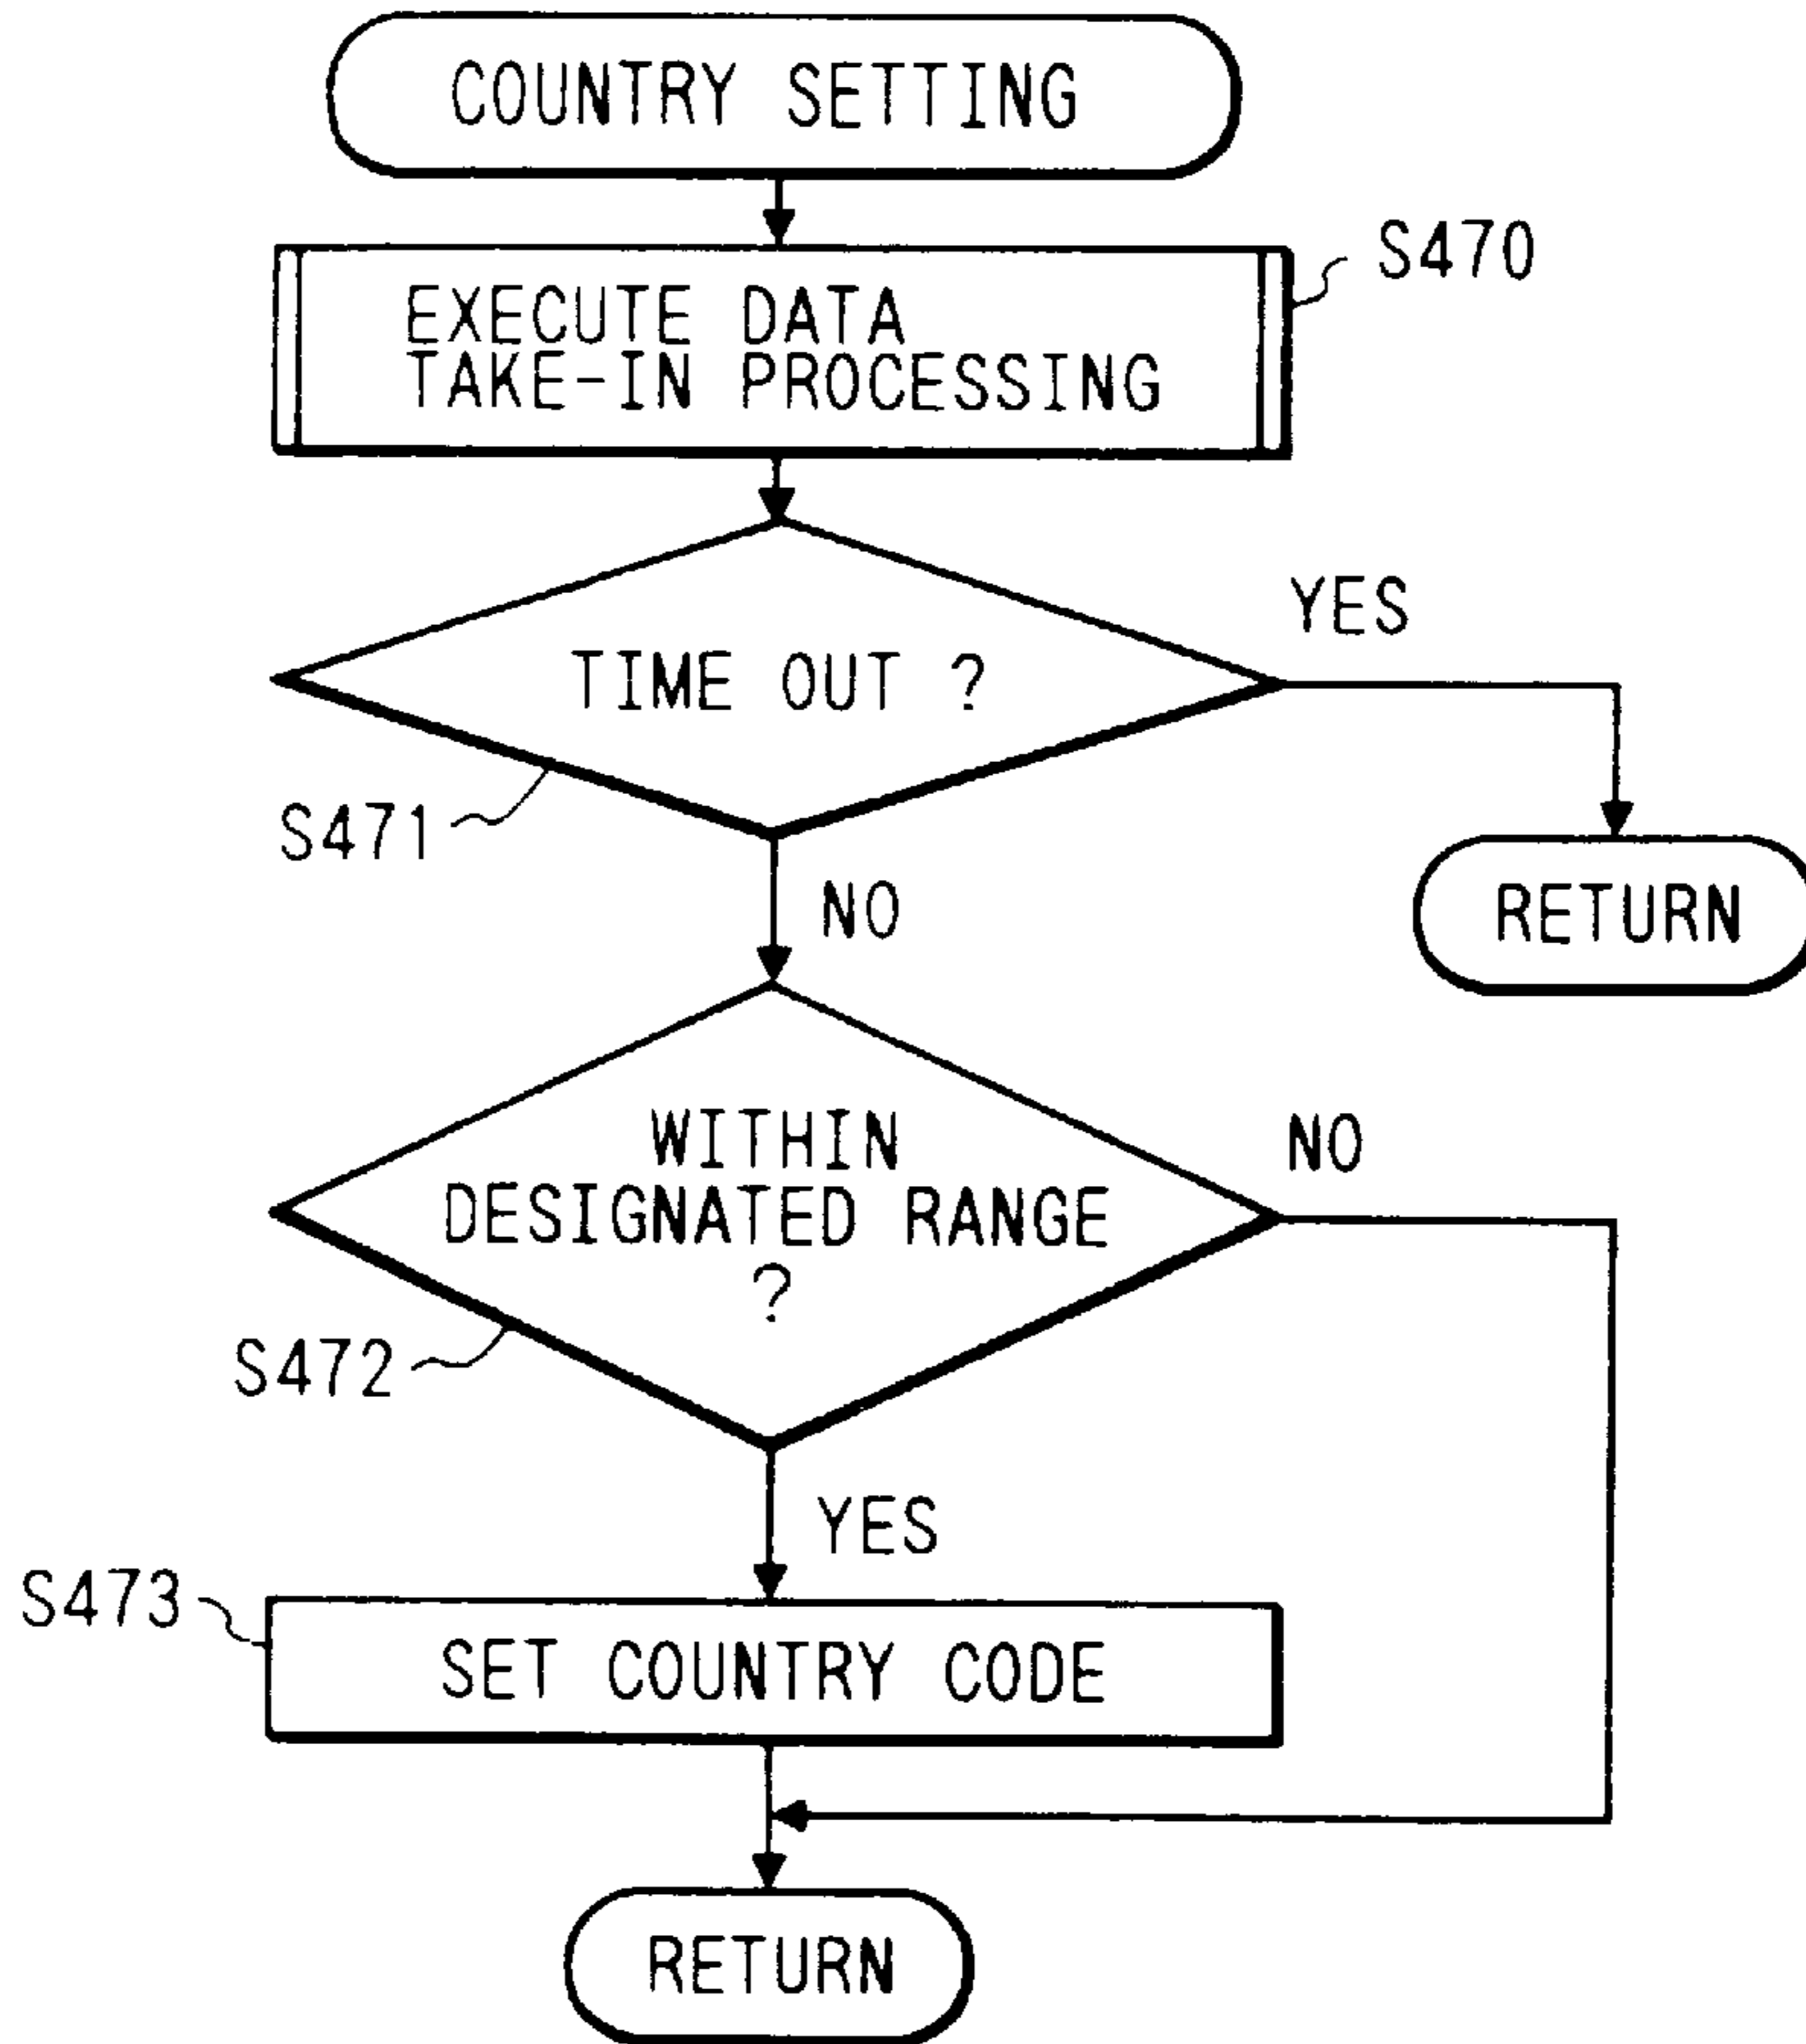 COUNTRY SETTING
S470
EXECUTE DATA
TAKE-IN PROCESSING
YES
TIME OUT ?
S471
NO
RETURN
WITHIN
DESIGNATED RANGE
?
NO
S472
YES
S473
SET COUNTRY CODE
RETURN